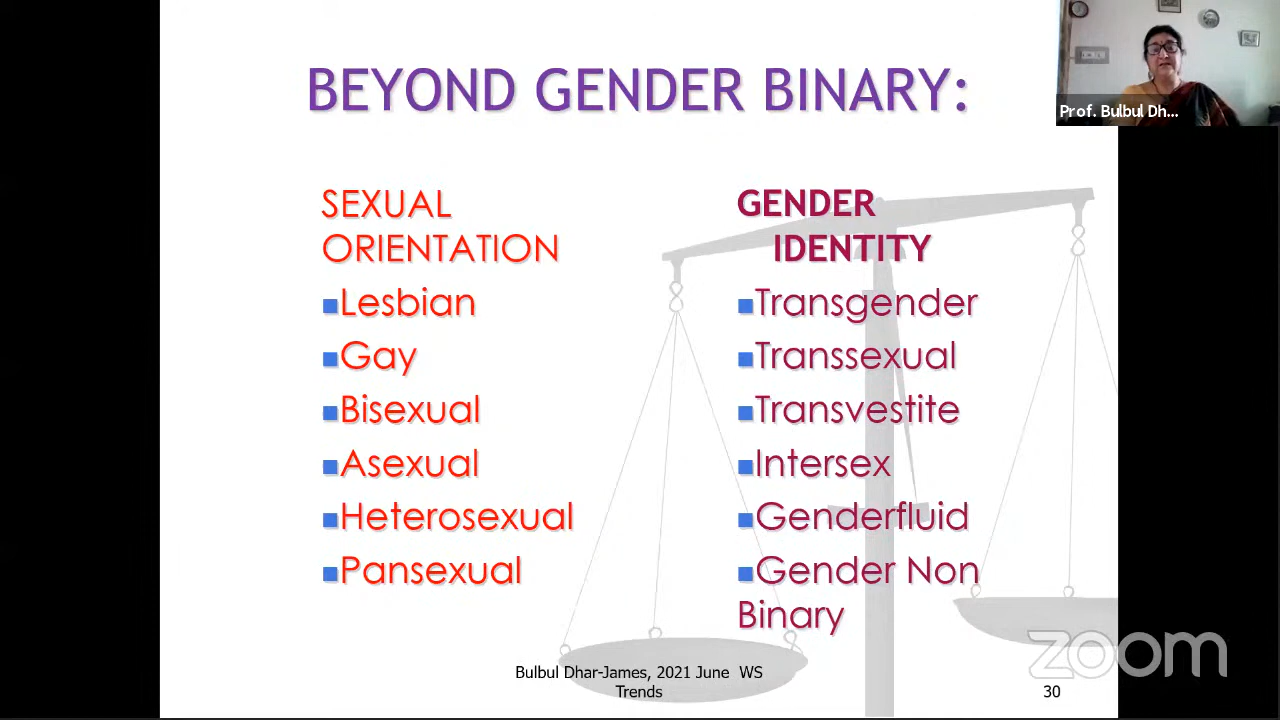 BEYOND GENDER BINARY:
Prof. Bulbul Dh...
SEXUAL
ORIENTATION
Lesbian
Gay
Bisexual
Asexual
Heterosexual
Pansexual
GENDER
IDENTITY
Transgender
Transsexual
Transvestite
Intersex
Genderfluid
Gender Non
Binary
Bulbul Dhar-James, 2021 June WS
Trends
30
zoom